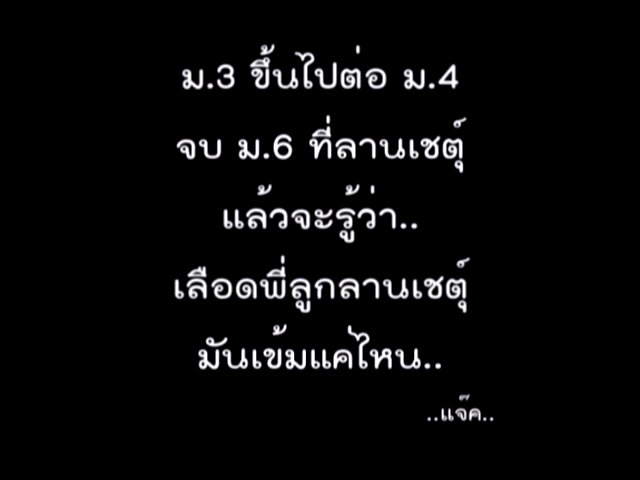 ม.3 ขึ้นไปต่อ ม.4
จบ ม.6 ที่ลานเชตุ์
แล้วจะรู้ว่า..
เลือดพี่ลูกลานเชตุ์
มันเข้มแค่ไหน..
..แจ๊ค..